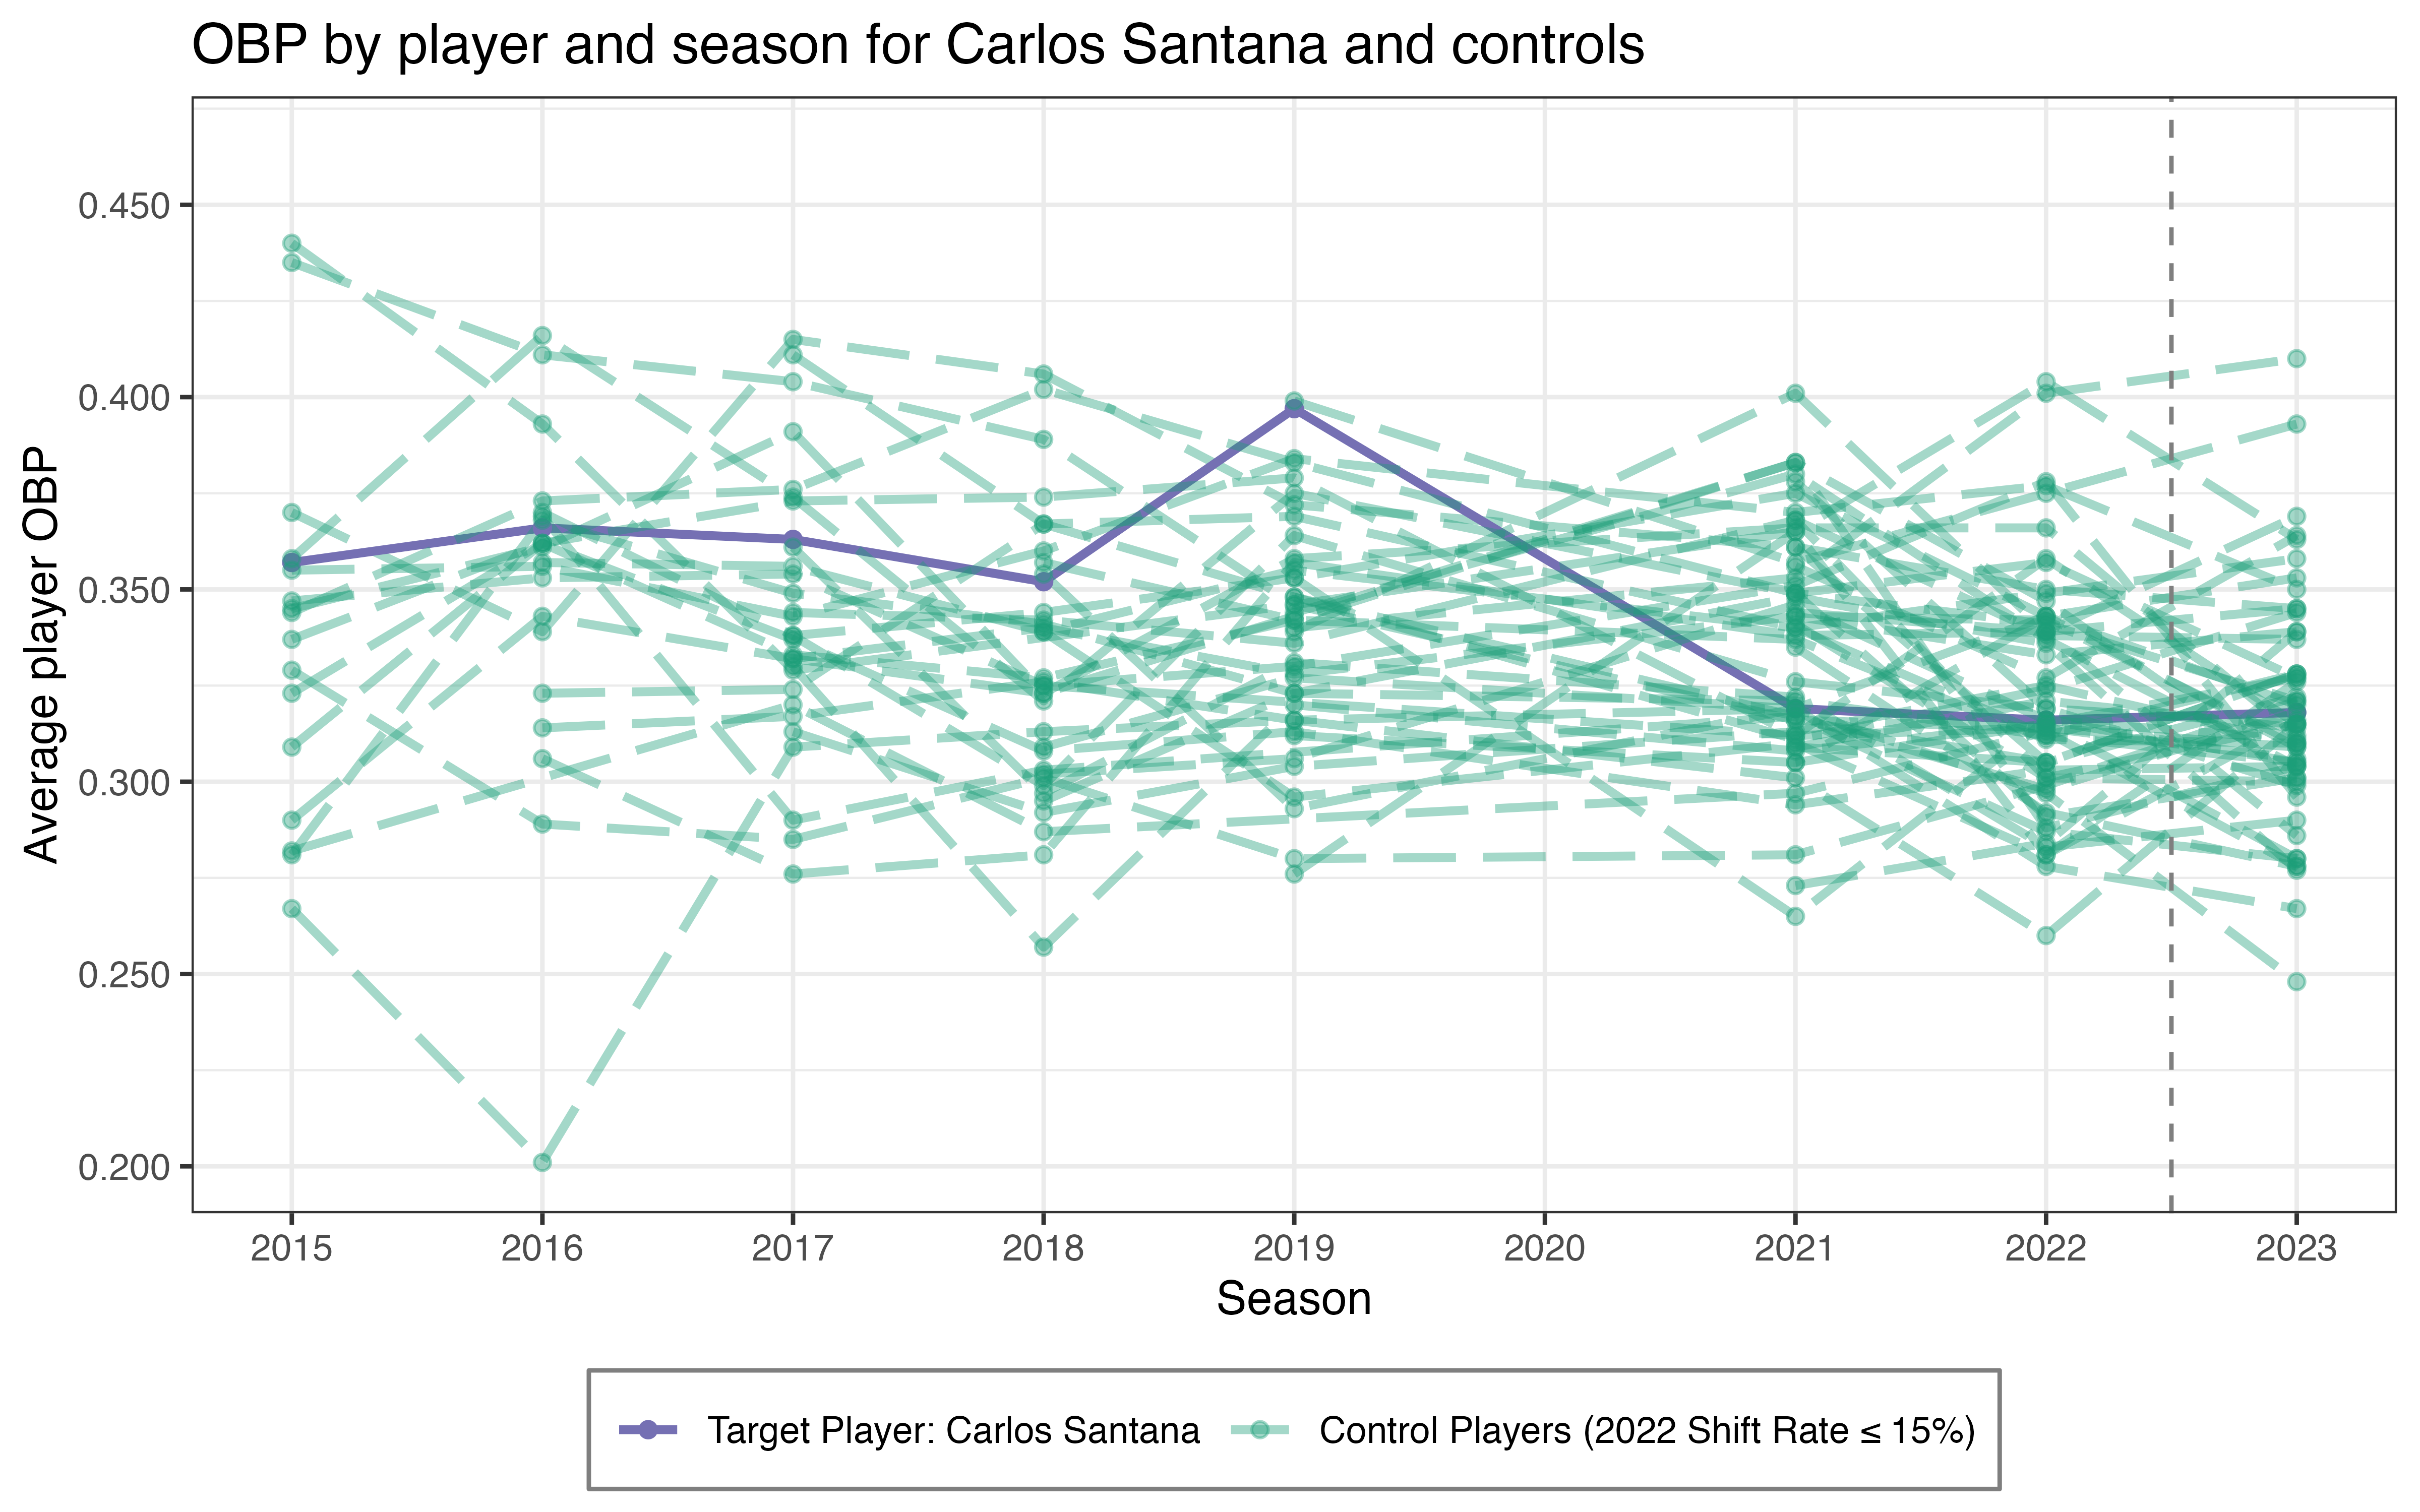 OBP by player and season for Carlos Santana and controls
Average player OBP
0.450
0.400
0.350
0.300
0.250
0.200
2015 2016 2017 2018 2019 2020 2021 2022 2023
Season
Target Player: Carlos Santana Control Players (2022 Shift Rate ≤ 15%)